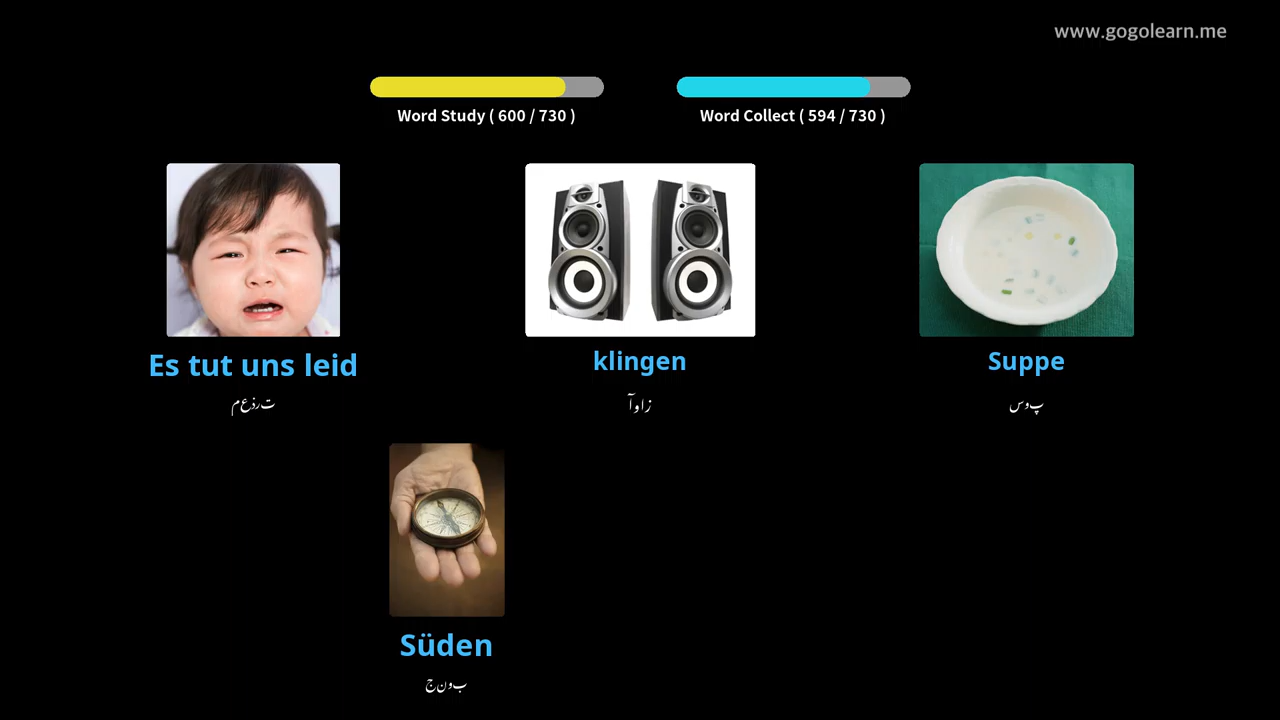 www.gogolearn.me
Word Study ( 600 / 730 )
Word Collect ( 594 / 730 )
Es tut uns leid
ترذعم
klingen
زاوآ
Suppe
پوس
Süden
بونج